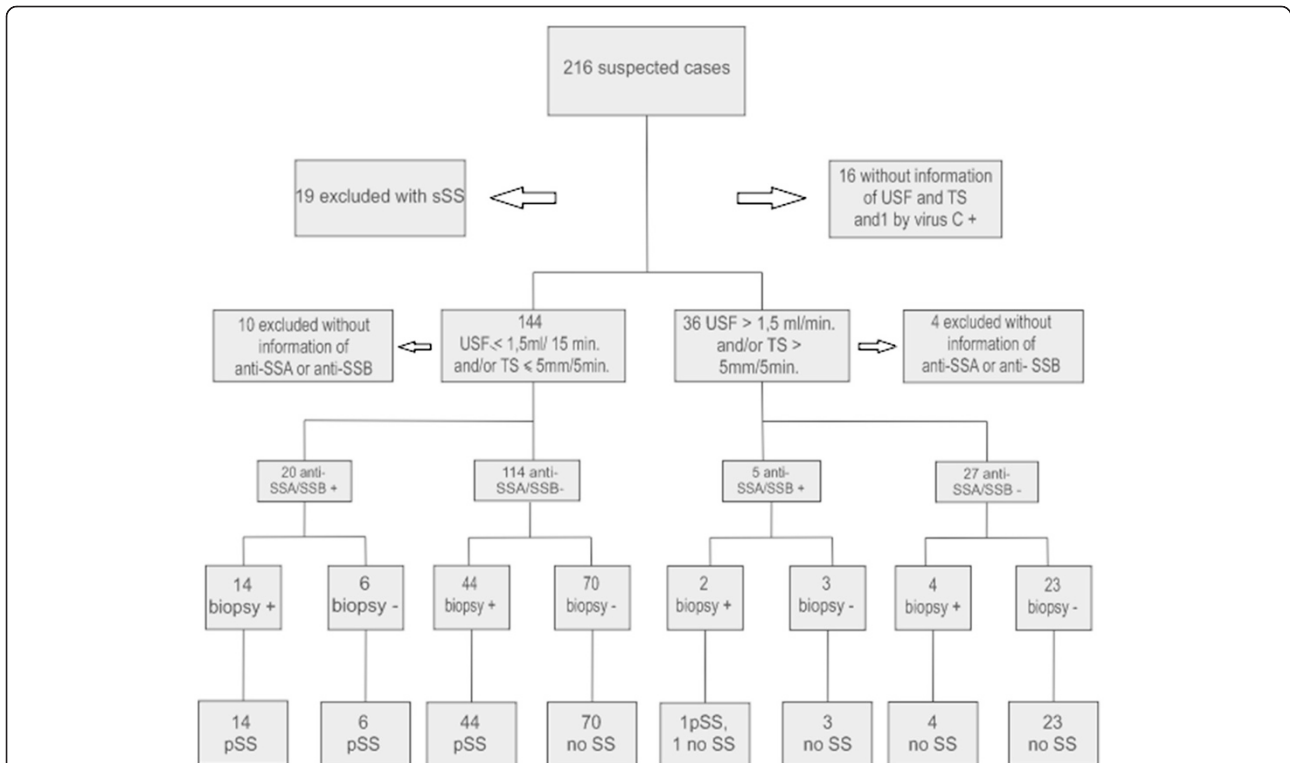 216 suspected cases
19 excluded with sSS
16 without information
of USF and TS
and1 by virus C +
10 excluded without
information of
anti-SSA or anti-SSB
144
USF.< 1,5ml/ 15 min.
and/or TS ⩽ 5mm/5min.
36 USF > 1,5 ml/min.
and/or TS >
5mm/5min.
4 excluded without
information of
anti-SSA or anti- SSB
20 anti-
SSA/SSB +
114 anti-
SSA/SSB-
5 anti-
SSA/SSB +
27 anti-
SSA/SSB -
14
biopsy +
6
biopsy -
44
biopsy +
70
biopsy -
2
biopsy +
3
biopsy -
4
biopsy +
23
biopsy -
14
pSS
6
pSS
44
pSS
70
no SS
1pSS,
1 no SS
3
no SS
4
no SS
23
no SS